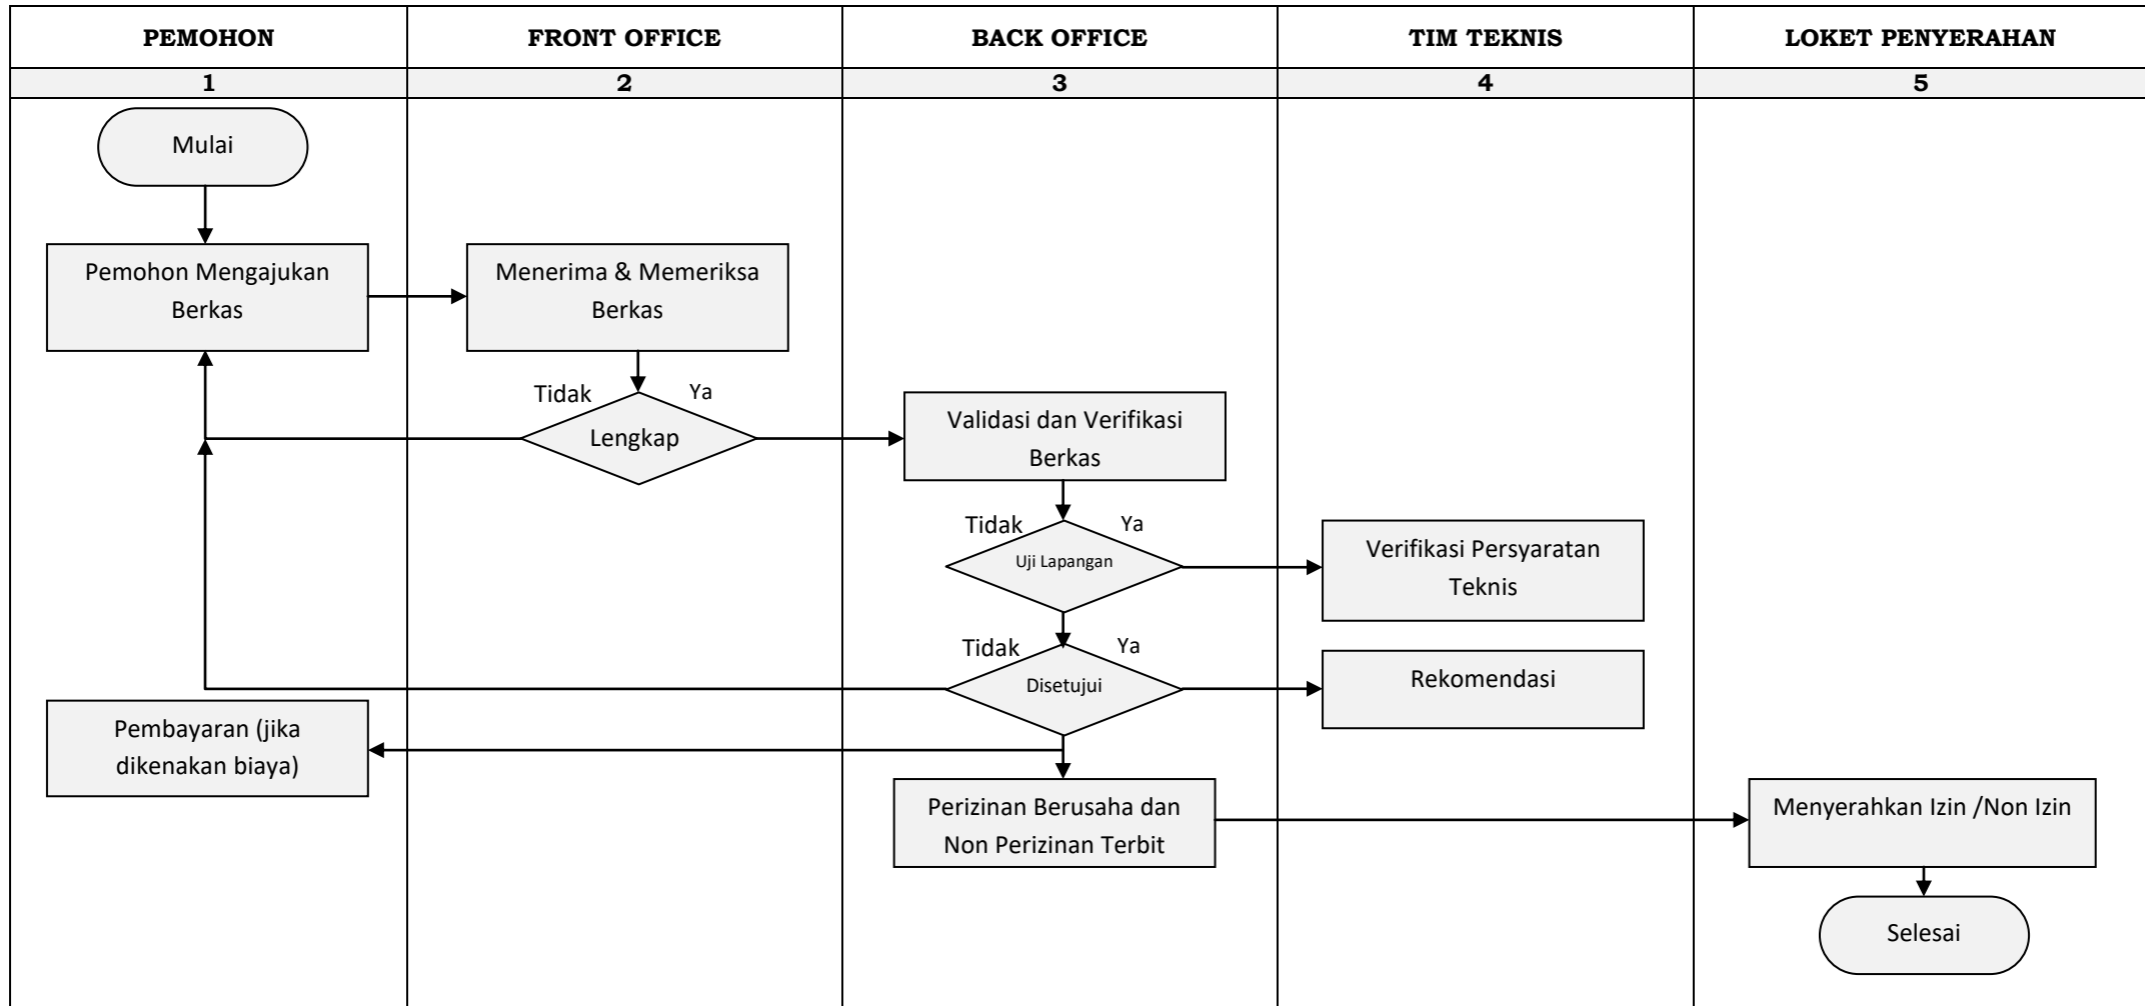 PEMOHON
FRONT OFFICE
BACK OFFICE
TIM TEKNIS
LOKET PENYERAHAN
1
2
3
4
5
Mulai
Pemohon Mengajukan
Berkas
Menerima & Memeriksa
Berkas
Tidak
Ya
Lengkap
Validasi dan Verifikasi
Berkas
Tidak
Ya
Uji Lapangan
Verifikasi Persyaratan
Teknis
Tidak
Ya
Disetujui
Rekomendasi
Pembayaran (jika
dikenakan biaya)
Perizinan Berusaha dan
Non Perizinan Terbit
Menyerahkan Izin /Non Izin
Selesai